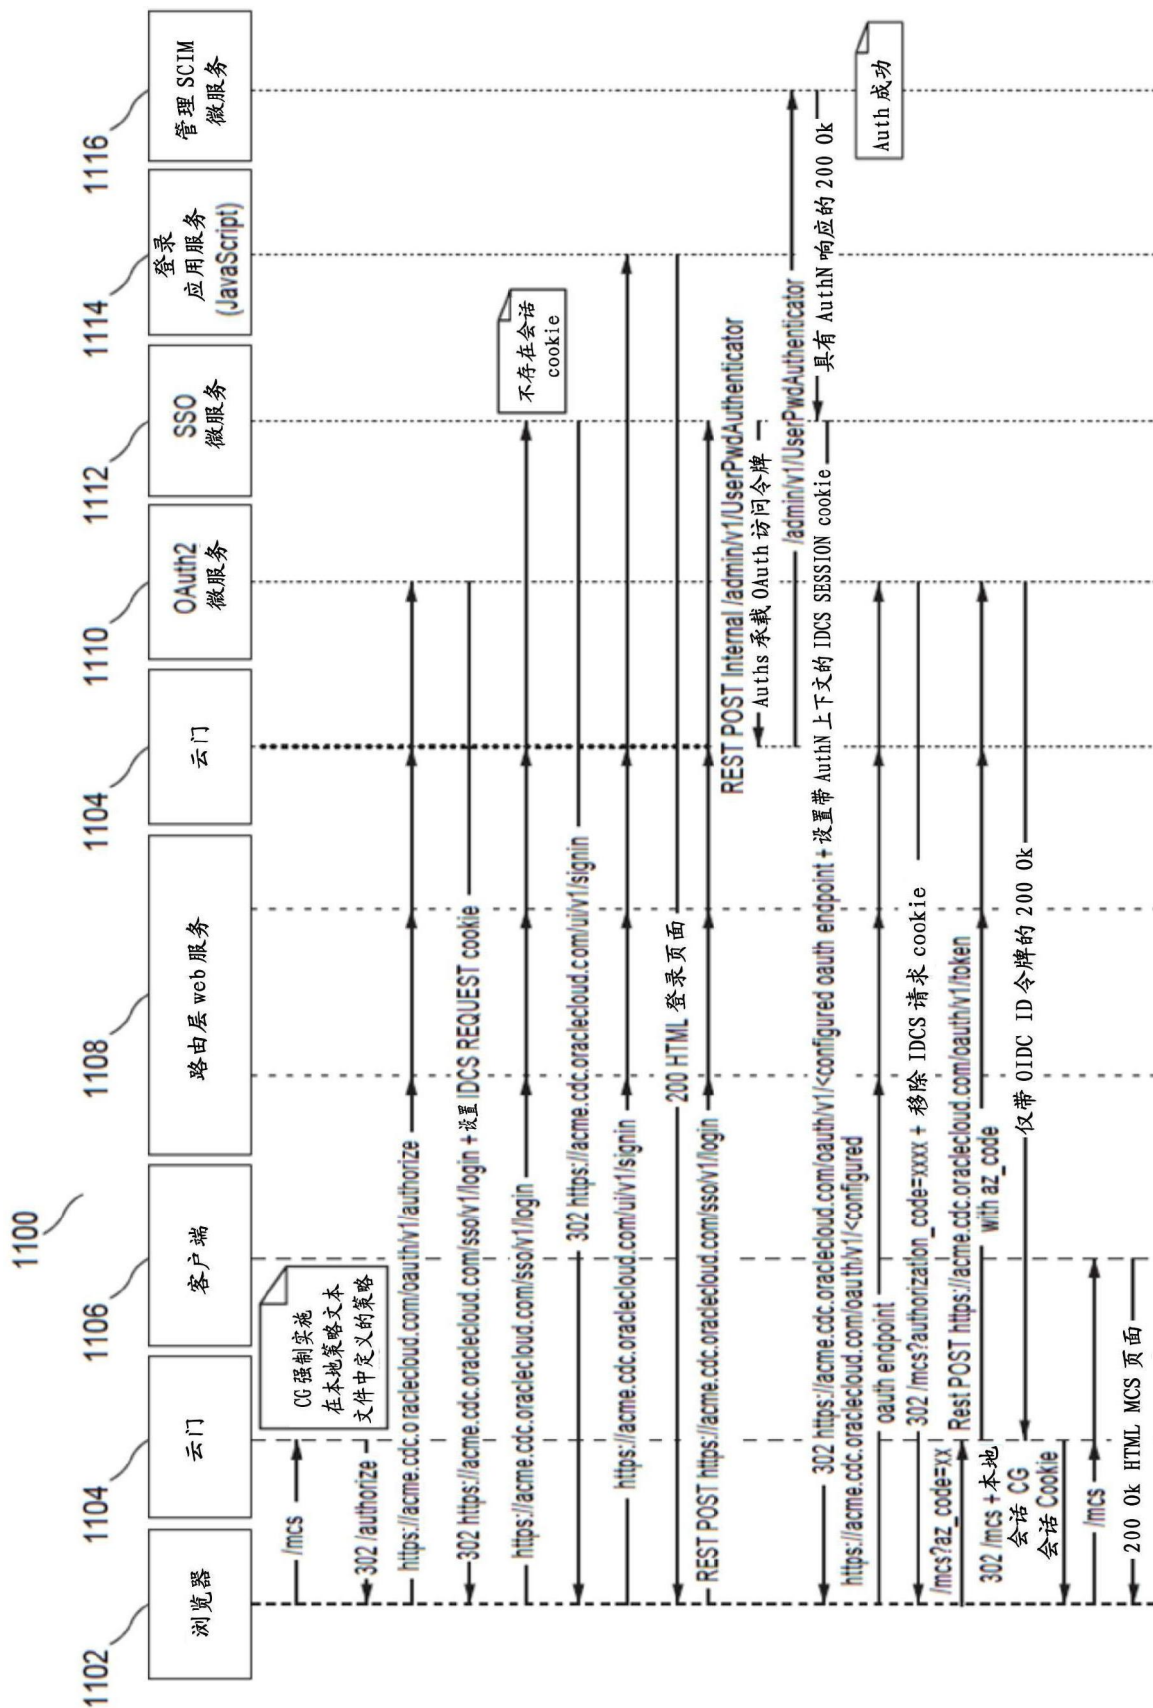 1100
1102
浏览器
1104
云门
1106
客户端
1108
路由层 web 服务
1104
云门
1110
OAuth2
微服务
1112
SSO
微服务
1114
登录
应用服务
(JavaScript)
1116
管理 SCIM
微服务
/mcs
CG 强制实施
在本地策略文本
文件中定义的策略
302 /authorize
https://acme.cdc.oraclecloud.com/oauth/v1/authorize
302 https://acme.cdc.oraclecloud.com/sso/v1/login + 设置 IDCS REQUEST cookie
https://acme.cdc.oraclecloud.com/sso/v1/login
不存在会话
cookie
302 https://acme.cdc.oraclecloud.com/ui/v1/signin
https://acme.cdc.oraclecloud.com/ui/v1/signin
200 HTML 登录页面
REST POST https://acme.cdc.oraclecloud.com/sso/v1/login
REST POST Internal /admin/v1/UserPwdAuthenticator
Auths 承载 OAuth 访问令牌
/admin/v1/UserPwdAuthenticator
具有 AuthN 响应的 200 Ok
Auth 成功
302 https://acme.cdc.oraclecloud.com/oauth/v1/<configured oauth endpoint + 设置带 AuthN 上下文的 IDCS SESSION cookie
https://acme.cdc.oraclecloud.com/oauth/v1/<configured
oauth endpoint
302 /mcs?authorization_code=xxxx + 移除 IDCS 请求 cookie
/mcs?az_code=xx
Rest POST https://acme.cdc.oraclecloud.com/oauth/v1/token
with az_code
302 /mcs +本地
会话 CG
会话 Cookie
仅带 OIDC ID 令牌的 200 Ok
/mcs
200 Ok HTML MCS 页面